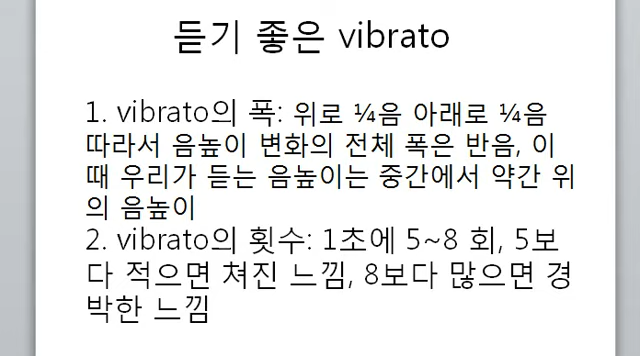 듣기 좋은 vibrato
1. vibrato의 폭: 위로 ¼음 아래로 ¼음
따라서 음높이 변화의 전체 폭은 반음, 이
때 우리가 듣는 음높이는 중간에서 약간 위
의 음높이
2. vibrato의 횟수: 1초에 5~8 회, 5보
다 적으면 쳐진 느낌, 8보다 많으면 경
박한 느낌